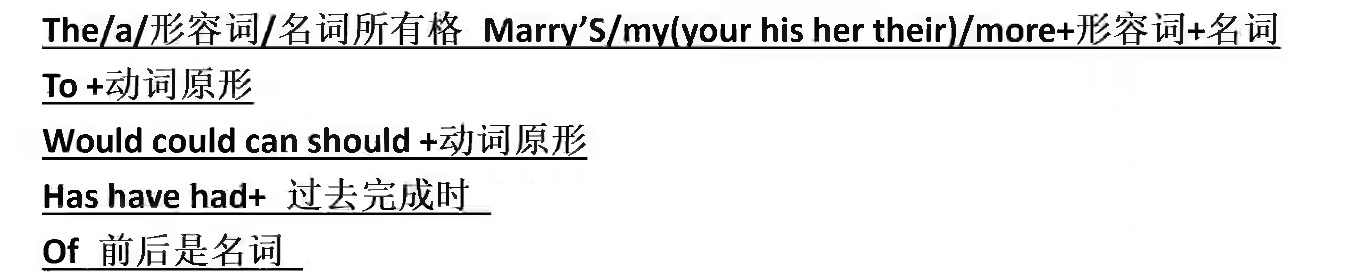 The/a/形容词/名词所有格 Marry’S/my(your his her their)/more+形容词+名词
To +动词原形
Would could can should +动词原形
Has have had+ 过去完成时
Of 前后是名词